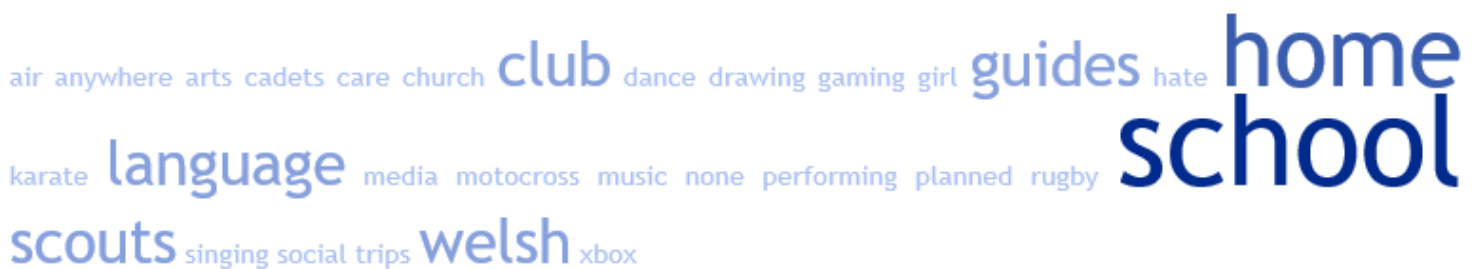 air anywhere arts cadets care church club dance drawing gaming girl guides hate home
karate language media motocross music none performing planned rugby school
scouts singing social trips welsh xbox